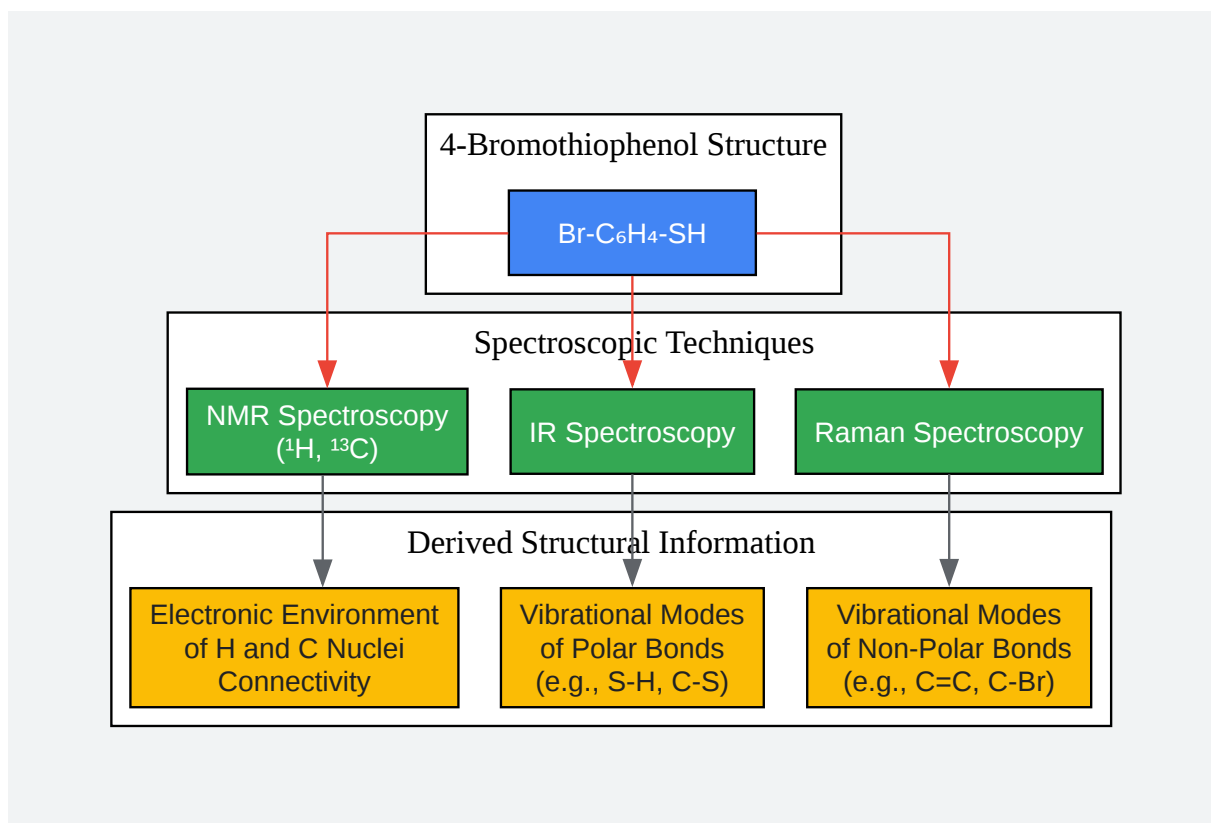 4-Bromothiophenol Structure
Br-C₆H₄-SH
Spectroscopic Techniques
NMR Spectroscopy
(¹H, ¹³C)
IR Spectroscopy
Raman Spectroscopy
Derived Structural Information
Electronic Environment
of H and C Nuclei
Connectivity
Vibrational Modes
of Polar Bonds
(e.g., S-H, C-S)
Vibrational Modes
of Non-Polar Bonds
(e.g., C=C, C-Br)